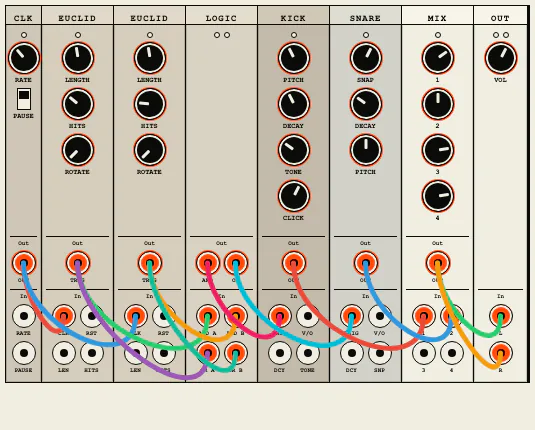 CLK EUCLID EUCLID LOGIC KICK SNARE MIX OUT
RATE LENGTH LENGTH PITCH SNAP 1 VOL
PAUSE HITS HITS DECAY DECAY 2
ROTATE ROTATE TONE PITCH 3
CLICK 4
Out Out Out Out Out Out Out
In In In In In In In In
RATE RST RST V/O V/O
LEN HITS LEN DCY TONE DCY SNP 3 4 R